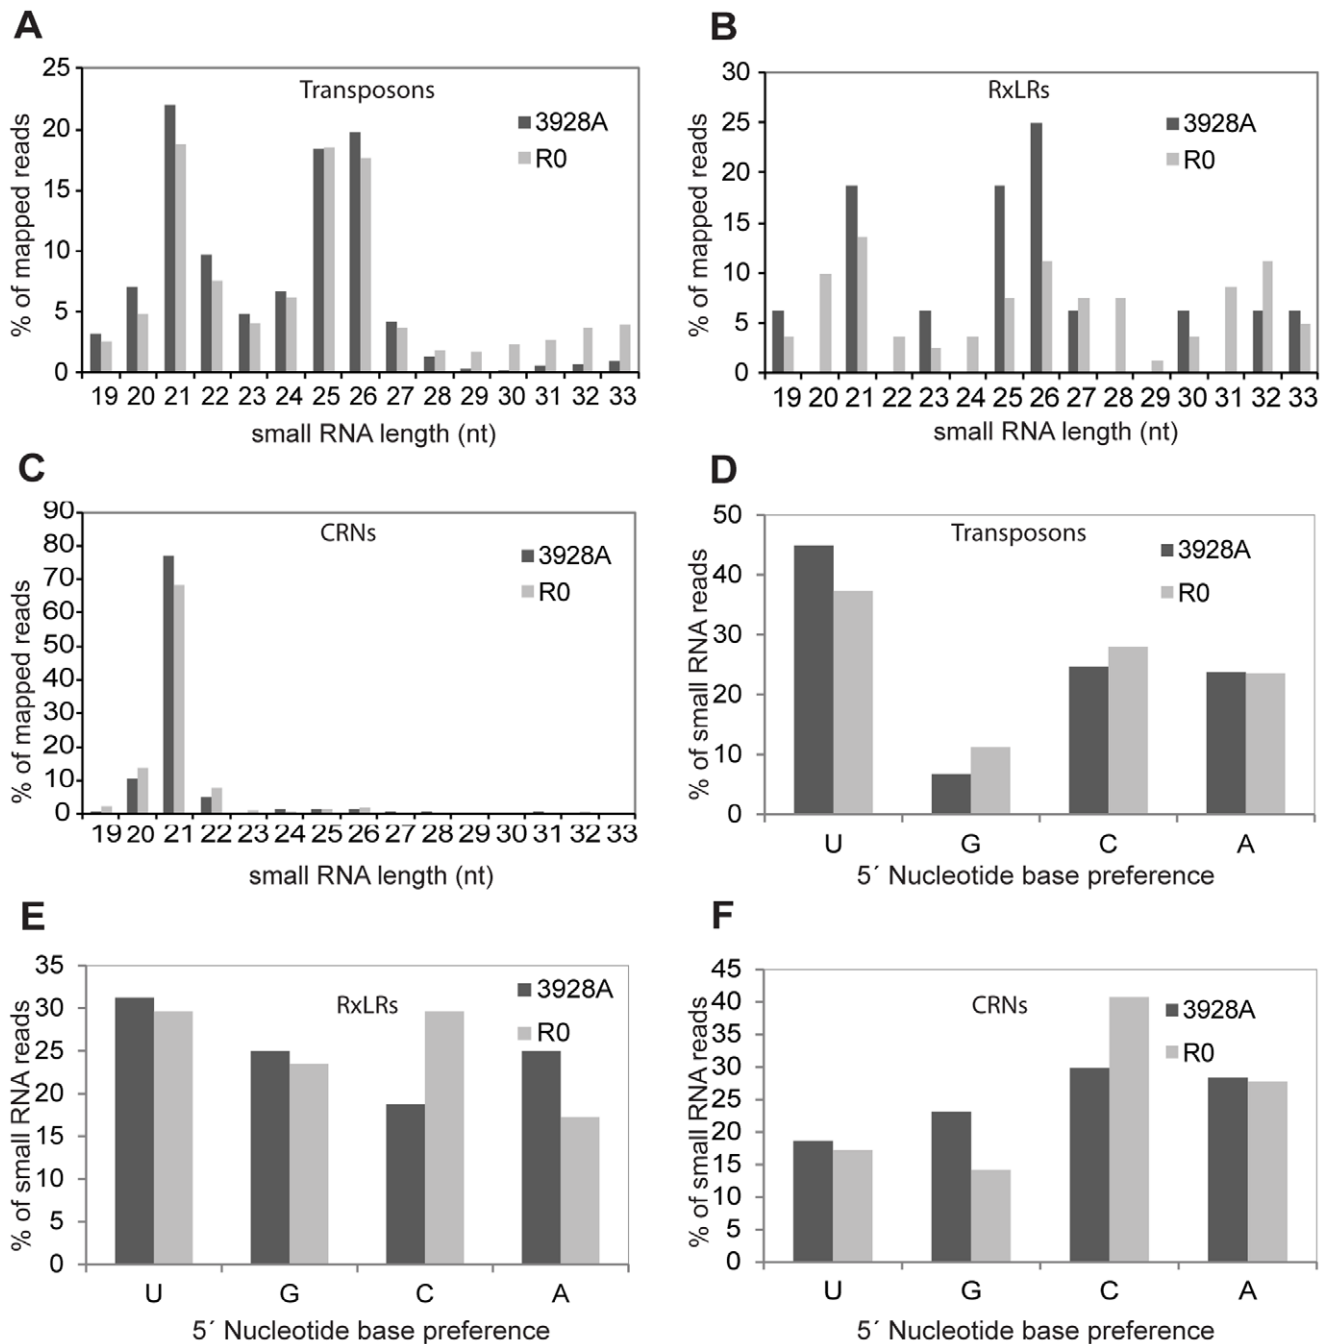 A
Transposons
3928A
R0
25
20
15
10
5
0
% of mapped reads
19 20 21 22 23 24 25 26 27 28 29 30 31 32 33
small RNA length (nt)
B
RxLRs
3928A
R0
30
25
20
15
10
5
0
% of mapped reads
19 20 21 22 23 24 25 26 27 28 29 30 31 32 33
small RNA length (nt)
C
CRNs
3928A
R0
90
80
70
60
50
40
30
20
10
0
% of mapped reads
19 20 21 22 23 24 25 26 27 28 29 30 31 32 33
small RNA length (nt)
D
Transposons
3928A
R0
50
40
30
20
10
0
% of small RNA reads
U G C A
5´ Nucleotide base preference
E
RxLRs
3928A
R0
35
30
25
20
15
10
5
0
% of small RNA reads
U G C A
5´ Nucleotide base preference
F
CRNs
3928A
R0
45
40
35
30
25
20
15
10
5
0
% of small RNA reads
U G C A
5´ Nucleotide base preference